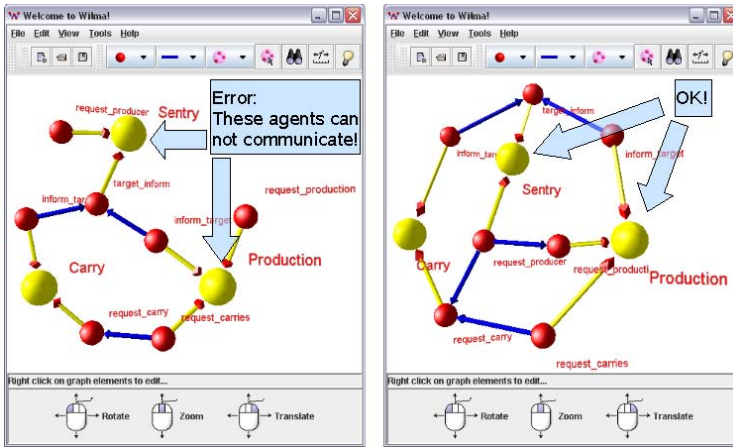 Welcome to Wilma!
File Edit View Tools Help
Error:
These agents can
not communicate!
request_producer
Sentry
target_inform
request_production
inform_ta
inform_target
Carry
Production
request_carry
request_carries
Right click on graph elements to edit...
Rotate
Zoom
Translate
Welcome to Wilma!
File Edit View Tools Help
OK!
target_inform
inform_tar
inform_target
Sentry
Carry
request_producer
request_producti
Production
request_carry
request_carries
Right click on graph elements to edit...
Rotate
Zoom
Translate